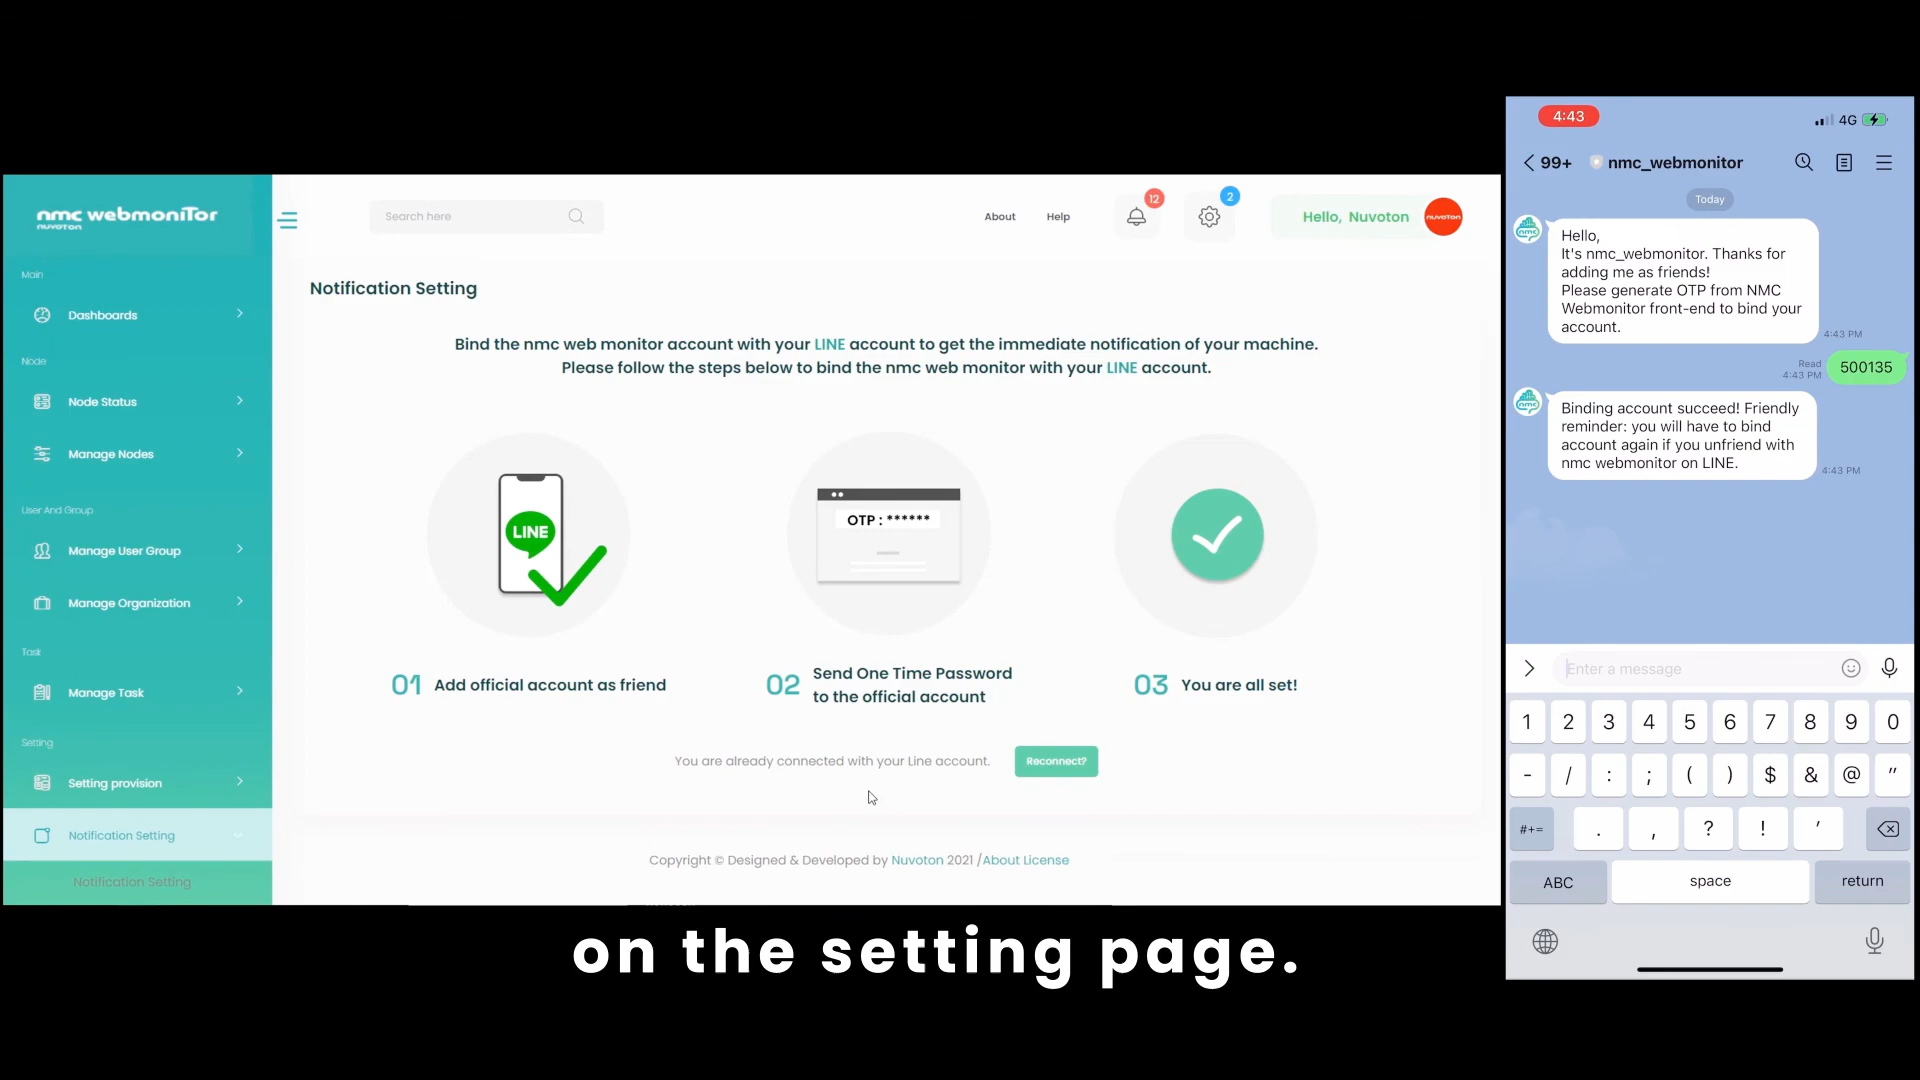 nmc webmoniTor
nuvoton
Main
Dashboards
Node
Node Status
Manage Nodes
User And Group
Manage User Group
Manage Organization
Task
Manage Task
Setting
Setting provision
Notification Setting
Notification Setting
Search here
About
Help
12
2
Hello, Nuvoton
nuvoton
Notification Setting
Bind the nmc web monitor account with your LINE account to get the immediate notification of your machine.
Please follow the steps below to bind the nmc web monitor with your LINE account.
LINE
OTP : ******
01 Add official account as friend
02 Send One Time Password
to the official account
03 You are all set!
You are already connected with your Line account.
Reconnect?
Copyright © Designed & Developed by Nuvoton 2021 /About License
on the setting page.
4:43
4G
99+
nmc_webmonitor
Today
nmc
Hello,
It's nmc_webmonitor. Thanks for
adding me as friends!
Please generate OTP from NMC
Webmonitor front-end to bind your
account.
4:43 PM
Read
4:43 PM
500135
nmc
Binding account succeed! Friendly
reminder: you will have to bind
account again if you unfriend with
nmc webmonitor on LINE.
4:43 PM
Enter a message
1 2 3 4 5 6 7 8 9 0
- / : ; ( ) $ & @ "
#+= . , ? ! '
ABC space return